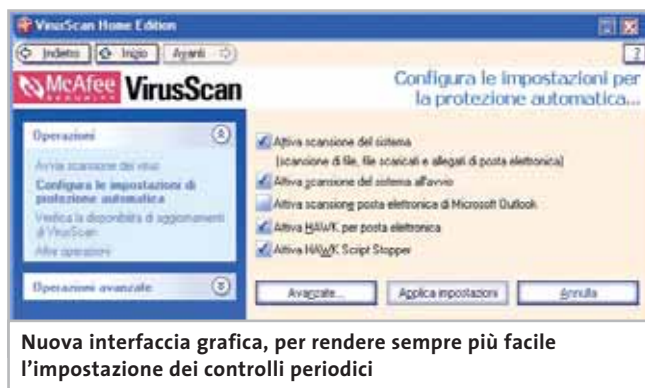 VirusScan Home Edition
Indietro
Inizio
Avanti
?
McAfee
SECURITY
VirusScan
Configura le impostazioni per
la protezione automatica...
Operazioni
Avvia scansione dei virus
Configura le impostazioni di
protezione automatica
Verifica la disponibilità di aggiornamenti
di VirusScan
Altre operazioni
Operazioni avanzate
Attiva scansione del sistema
(scansione di file, file scaricati e allegati di posta elettronica)
Attiva scansione del sistema all'avvio
Attiva scansione posta elettronica di Microsoft Outlook
Attiva HAWK per posta elettronica
Attiva HAWK Script Stopper
Avanzate...
Applica impostazioni
Annulla
Nuova interfaccia grafica, per rendere sempre più facile
l'impostazione dei controlli periodici